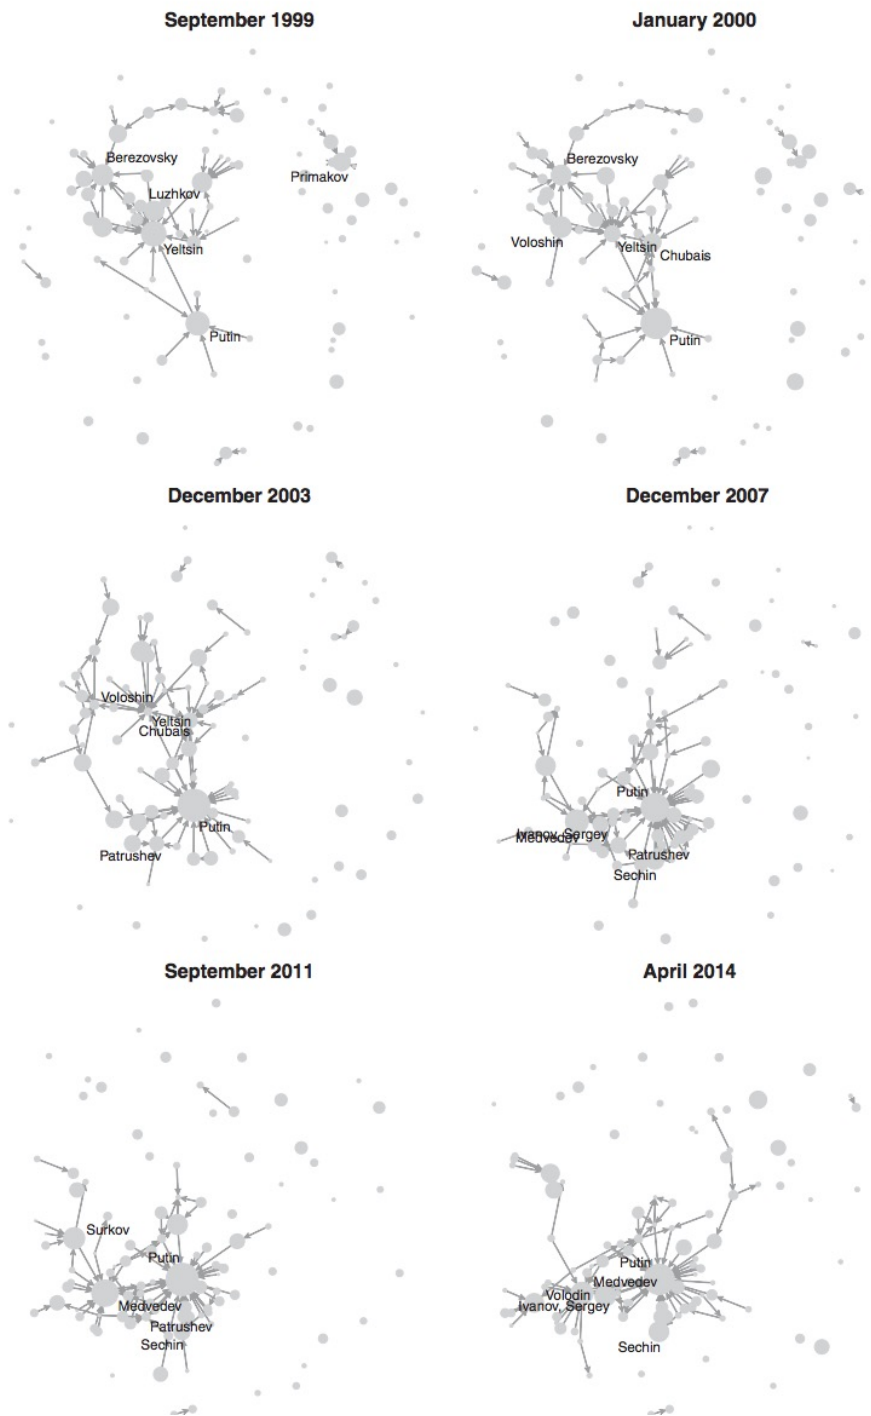 September 1999
January 2000
Berezovsky
Luzhkov
Primakov
Yeltsin
Putin
Berezovsky
Voloshin
Yeltsin
Chubais
Putin
December 2003
December 2007
Voloshin
Yeltsin
Chubais
Putin
Patrushev
Putin
Ivanov, Sergey
Medvedev
Patrushev
Sechin
September 2011
April 2014
Surkov
Putin
Medvedev
Patrushev
Sechin
Putin
Medvedev
Volodin
Ivanov, Sergey
Sechin